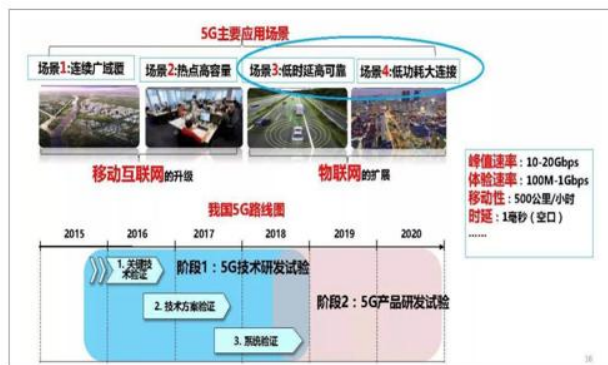 5G主要应用场景
场景1:连续广域覆
场景2:热点高容量
场景3:低时延高可靠
场景4:低功耗大连接
移动互联网的升级
物联网的扩展
峰值速率：10-20Gbps
体验速率：100M-1Gbps
移动性：500公里/小时
时延：1毫秒（空口）
……
我国5G路线图
2015 2016 2017 2018 2019 2020
1. 关键技
术验证
阶段1：5G技术研发试验
2. 技术方案验证
阶段2：5G产品研发试验
3. 系统验证